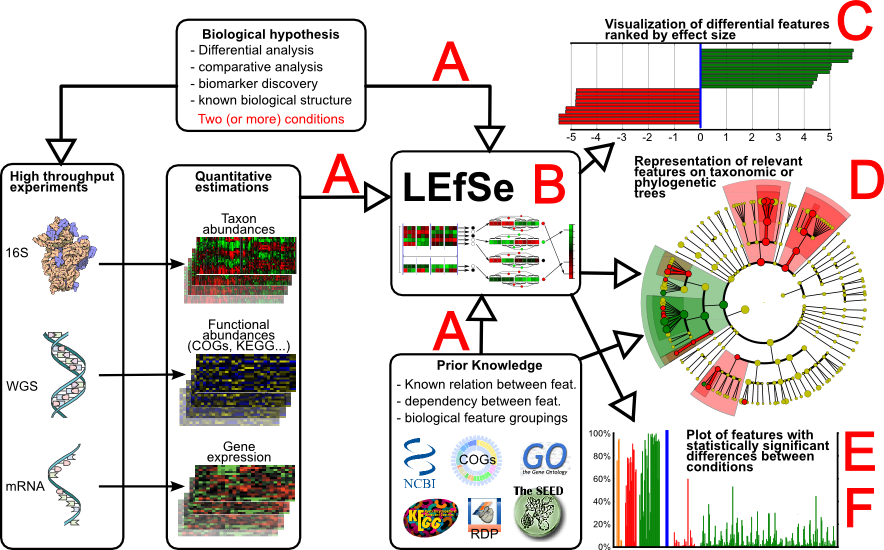 Biological hypothesis
- Differential analysis
- comparative analysis
- biomarker discovery
- known biological structure
Two (or more) conditions
A
Visualization of differential features
ranked by effect size
C
-5 -4 -3 -2 -1 0 1 2 3 4 5
High throughput
experiments
16S
WGS
mRNA
Quantitative
estimations
Taxon
abundances
Functional
abundances
(COGs, KEGG...)
Gene
expression
A
LEfSe
B
Representation of relevant
features on taxonomic or
phylogenetic
trees
D
A
Prior Knowledge
- Known relation between feat.
- dependency between feat.
- biological feature groupings
NCBI
COGs
GO
the Gene Ontology
KEGG
RDP
The SEED
Plot of features with
statistically significant
differences between
conditions
E
F
100%
80%
60%
40%
20%
0%